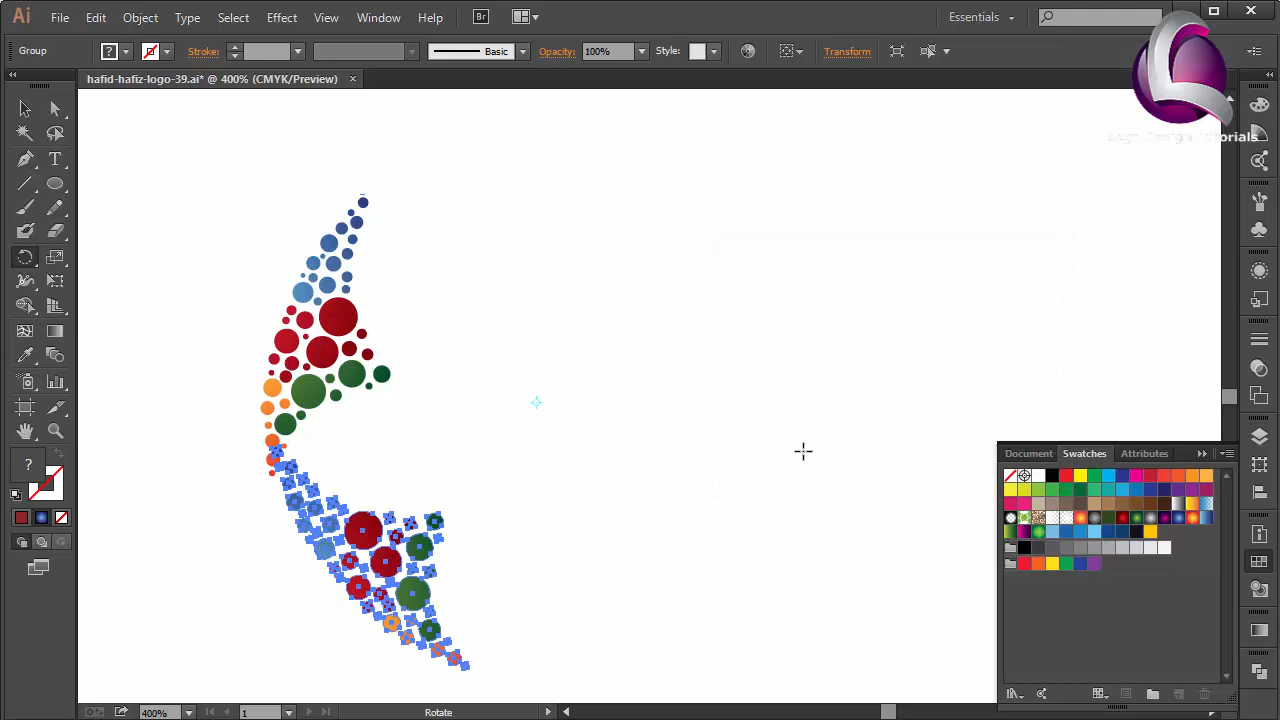 Ai File Edit Object Type Select Effect View Window Help Br Essentials
Group ? Stroke: Basic Opacity: 100% Style: Transform
hafid-hafiz-logo-39.ai* @ 400% (CMYK/Preview)
T
?
Document Swatches Attributes
400% 1 Rotate